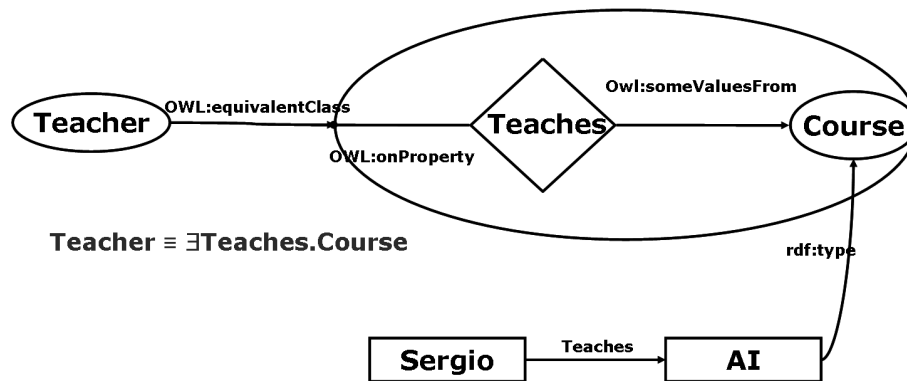 OWL:equivalentClass
Owl:someValuesFrom
Teacher
Teaches
Course
OWL:onProperty
Teacher ≡ ∃Teaches.Course
rdf:type
Teaches
Sergio
AI